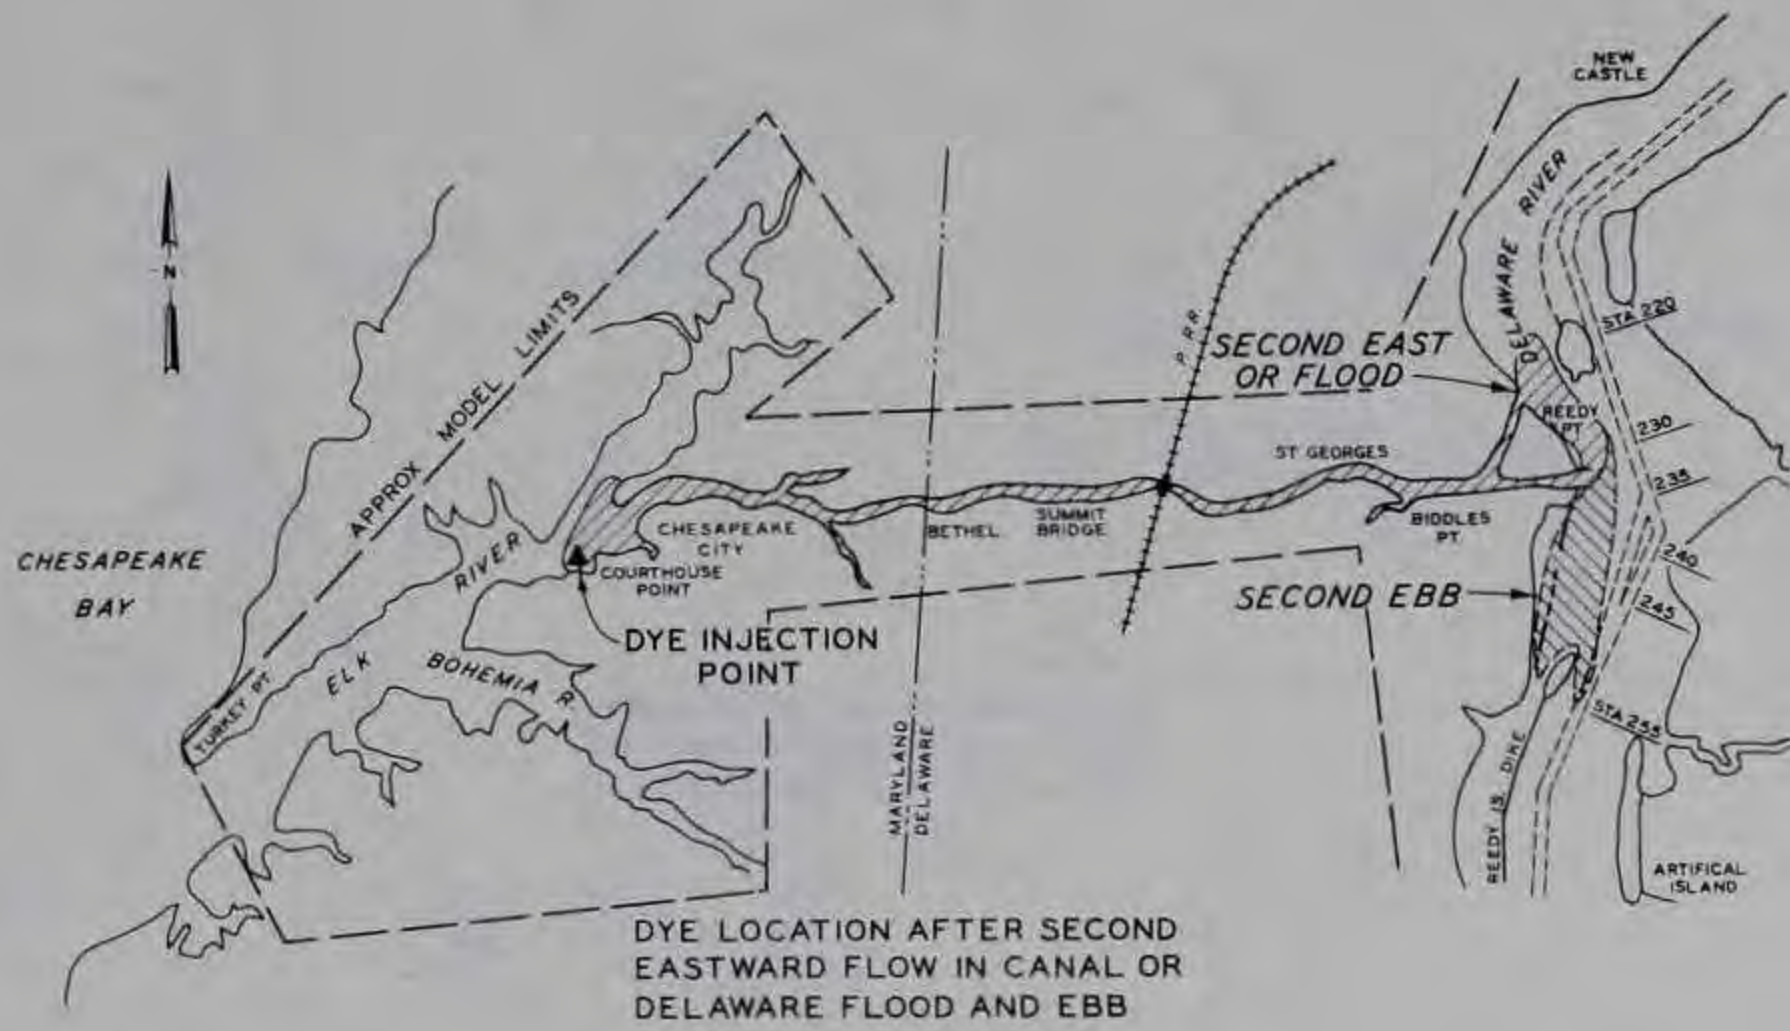 NEW
CASTLE
DELAWARE RIVER
N
APPROX MODEL LIMITS
STA 220
P. RR.
SECOND EAST
OR FLOOD
REEDY
PT
230
ST GEORGES
235
CHESAPEAKE
CITY
BETHEL
SUMMIT
BRIDGE
BIDDLES
PT
CHESAPEAKE
BAY
RIVER
COURTHOUSE
POINT
240
SECOND EBB
245
DYE INJECTION
POINT
ELK
BOHEMIA R
TURKEY PT
STA 255
MARYLAND
DELAWARE
REEDY IS. DIKE
ARTIFICAL
ISLAND
DYE LOCATION AFTER SECOND
EASTWARD FLOW IN CANAL OR
DELAWARE FLOOD AND EBB